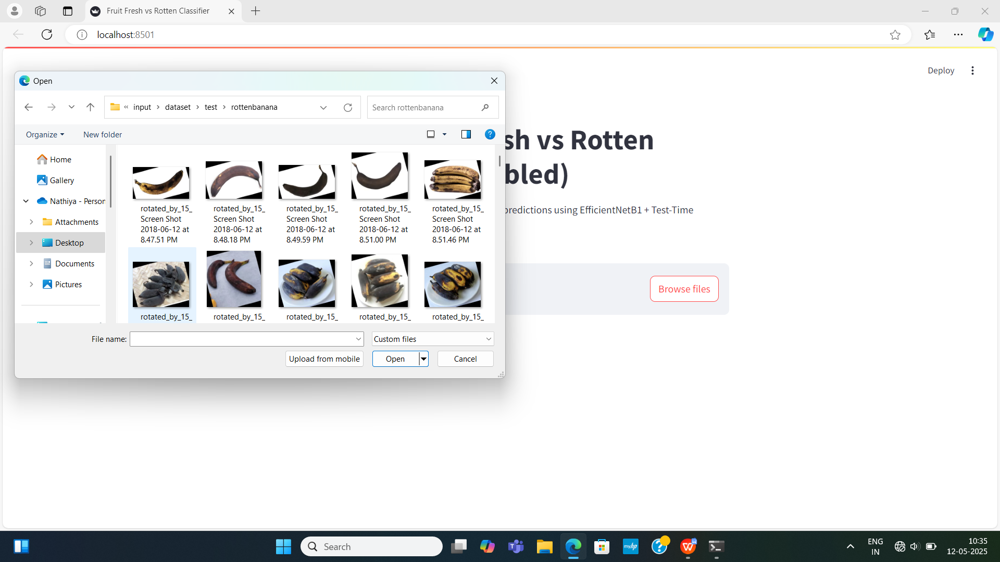 Fruit Fresh vs Rotten Classifier
localhost:8501
Deploy
Open
« input > dataset > test > rottenbanana
Search rottenbanana
Organize
New folder
Home
Gallery
Nathiya - Person
Attachments
Desktop
Documents
Pictures
rotated_by_15_ rotated_by_15_ rotated_by_15_ rotated_by_15_ rotated_by_15_
Screen Shot Screen Shot Screen Shot Screen Shot Screen Shot
2018-06-12 at 2018-06-12 at 2018-06-12 at 2018-06-12 at 2018-06-12 at
8.47.51 PM 8.48.18 PM 8.49.59 PM 8.51.00 PM 8.51.46 PM
rotated_by_15_ rotated_by_15_ rotated_by_15_ rotated_by_15_ rotated_by_15_
File name:
Custom files
Upload from mobile
Open
Cancel
sh vs Rotten
bled)
predictions using EfficientNetB1 + Test-Time
Browse files
Search
myhp
ENG
IN
10:35
12-05-2025